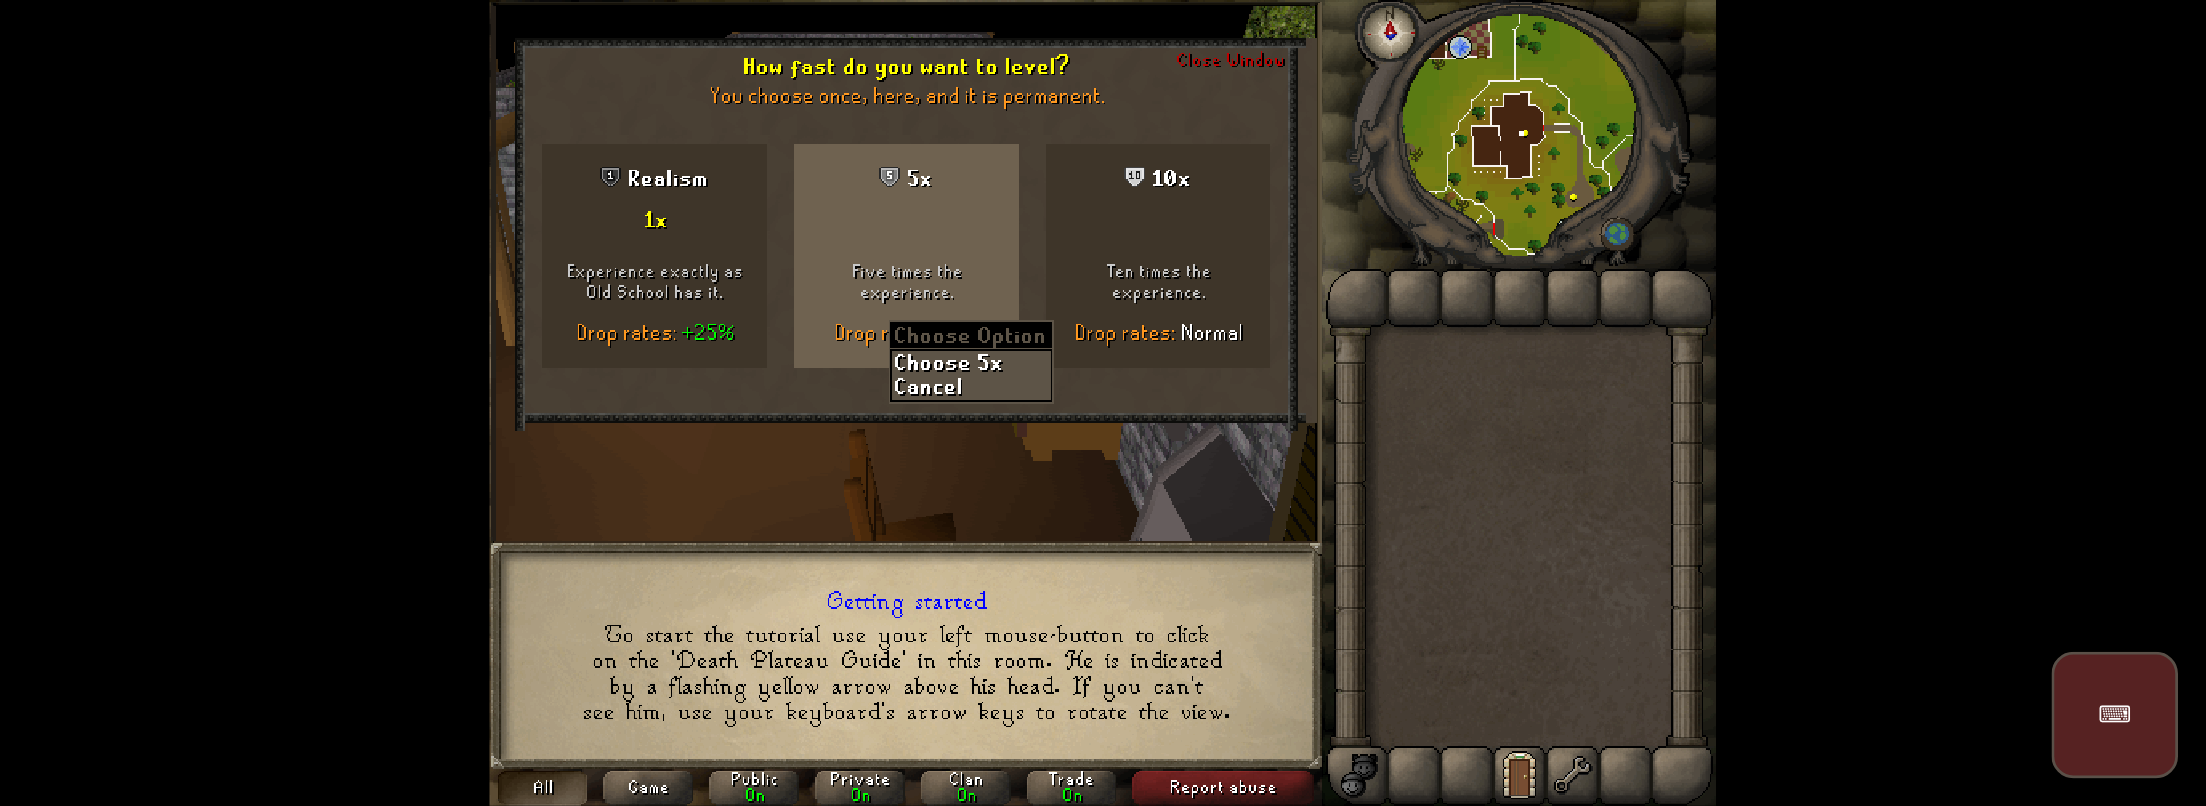 How fast do you want to level?
Close Window
You choose once, here, and it is permanent.
1 Realism
1x
Experience exactly as
Old School has it.
Drop rates: +25%
5 5x
Five times the
experience.
Drop
10 10x
Ten times the
experience.
Drop rates: Normal
Choose Option
Choose 5x
Cancel
N
Getting started
To start the tutorial use your left mouse-button to click
on the 'Death Plateau Guide' in this room. He is indicated
by a flashing yellow arrow above his head. If you can't
see him, use your keyboard's arrow keys to rotate the view.
All
Game
Public
On
Private
On
Clan
On
Trade
On
Report abuse